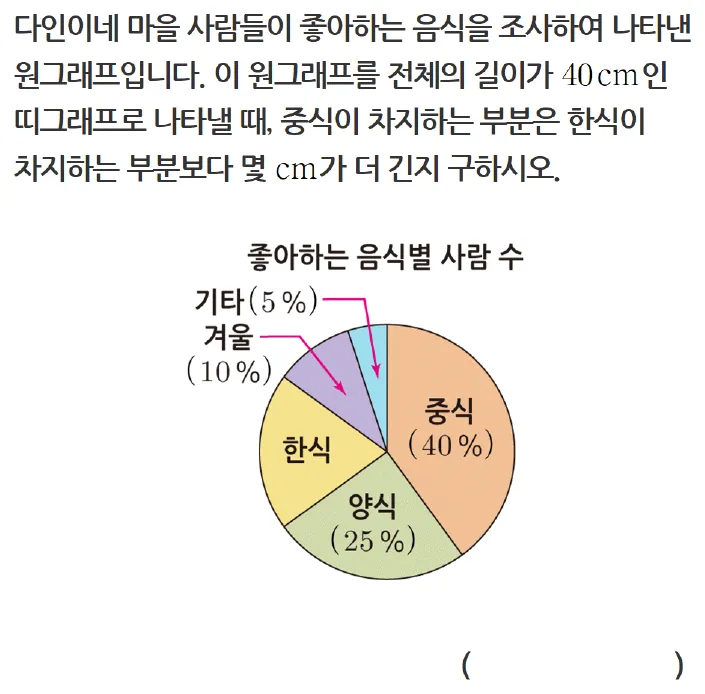 다인이네 마을 사람들이 좋아하는 음식을 조사하여 나타낸
원그래프입니다. 이 원그래프를 전체의 길이가 40 cm인
띠그래프로 나타낼 때, 중식이 차지하는 부분은 한식이
차지하는 부분보다 몇 cm가 더 긴지 구하시오.
좋아하는 음식별 사람 수
기타(5 %)
겨울
(10 %)
중식
(40 %)
한식
양식
(25 %)
( )